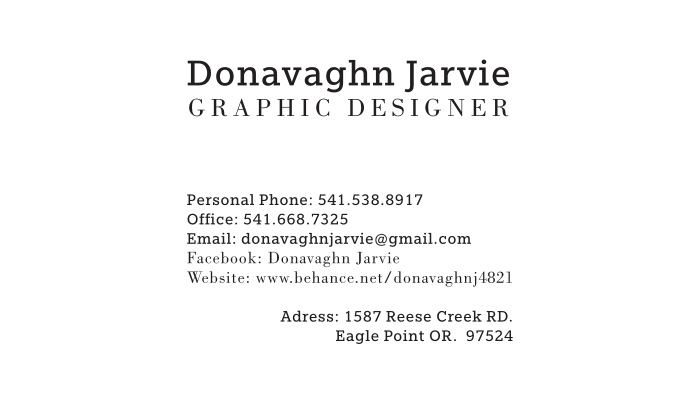 Donavaghn Jarvie
GRAPHIC DESIGNER
Personal Phone: 541.538.8917
Office: 541.668.7325
Email: donavaghnjarvie@gmail.com
Facebook: Donavaghn Jarvie
Website: www.behance.net/donavaghnj4821
Adress: 1587 Reese Creek RD.
Eagle Point OR.  97524